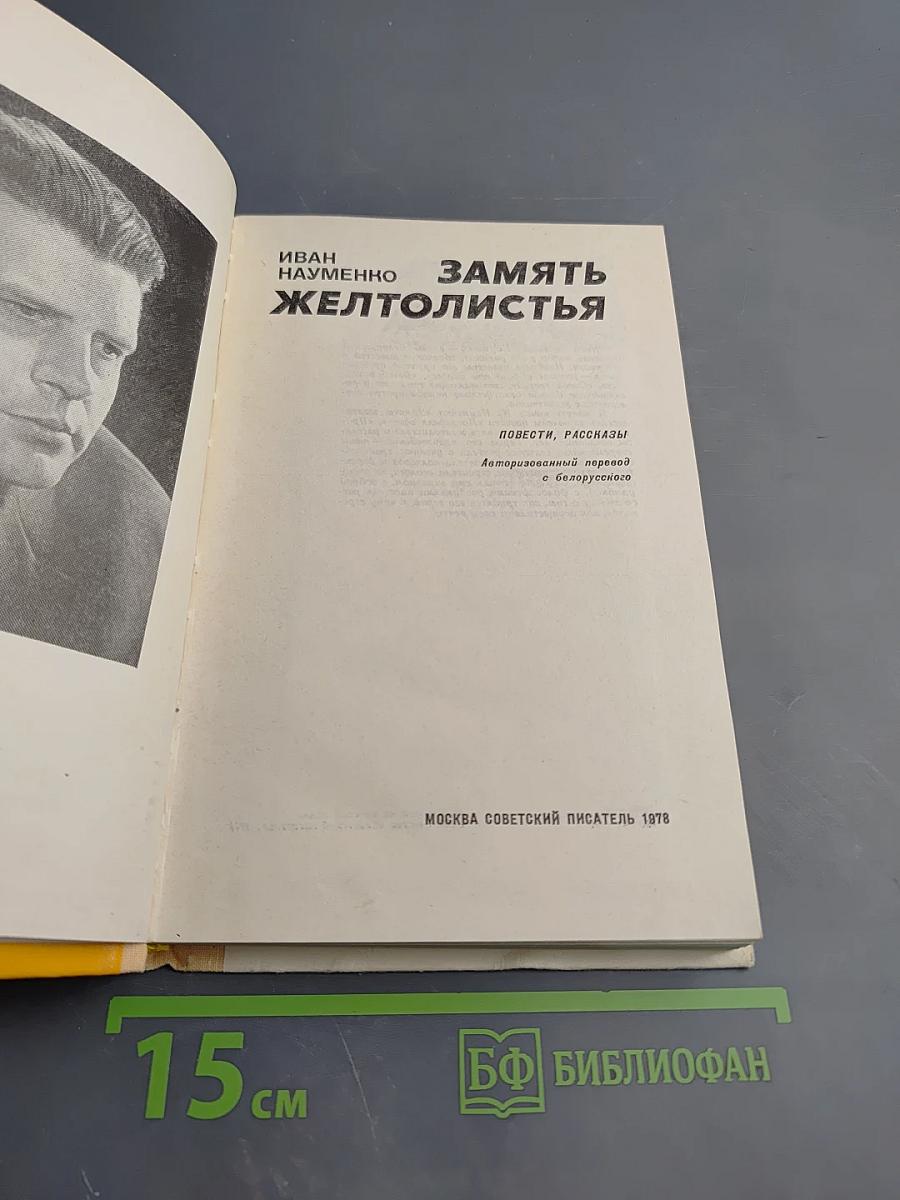 ИВАН
НАУМЕНКО ЗАМЯТЬ
ЖЕЛТОЛИСТЬЯ
ПОВЕСТИ, РАССКАЗЫ
Авторизованный перевод
с белорусского
МОСКВА СОВЕТСКИЙ ПИСАТЕЛЬ 1978
15 см
БФ БИБЛИОФАН